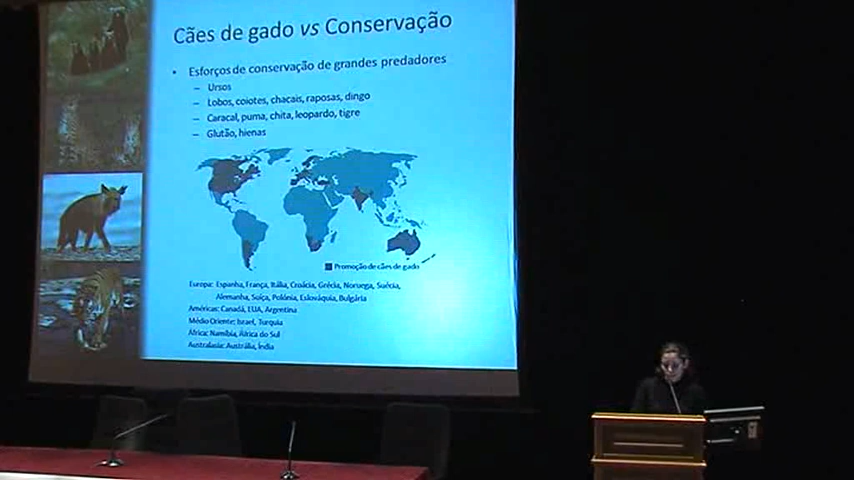 Cães de gado vs Conservação
• Esforços de conservação de grandes predadores
– Ursos
– Lobos, coiotes, chacais, raposas, dingo
– Caracal, puma, chita, leopardo, tigre
– Glutão, hienas
Promoção de cães de gado
Europa: Espanha, França, Itália, Croácia, Grécia, Noruega, Suécia,
Alemanha, Suíça, Polónia, Eslováquia, Bulgária
Américas: Canadá, EUA, Argentina
Médio Oriente: Israel, Turquia
África: Namíbia, África do Sul
Australasia: Austrália, Índia